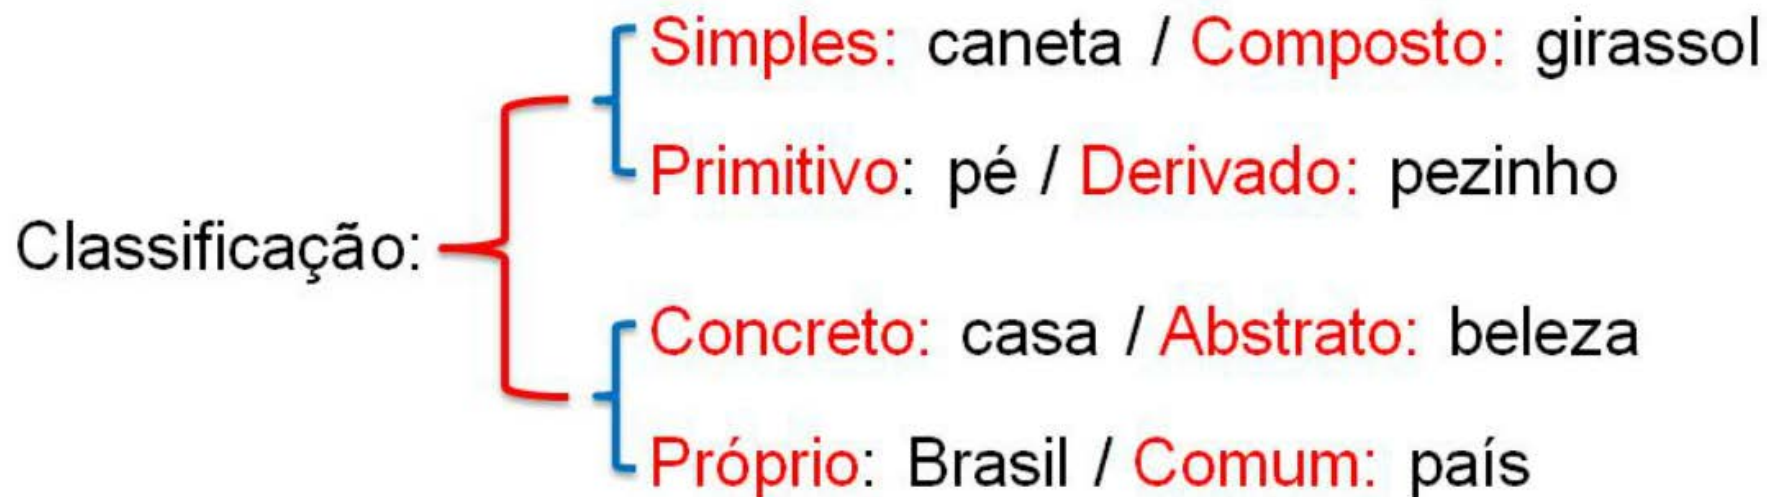 Simples: caneta / Composto: girassol
Primitivo: pé / Derivado: pezinho
Classificação:
Concreto: casa / Abstrato: beleza
Próprio: Brasil / Comum: país